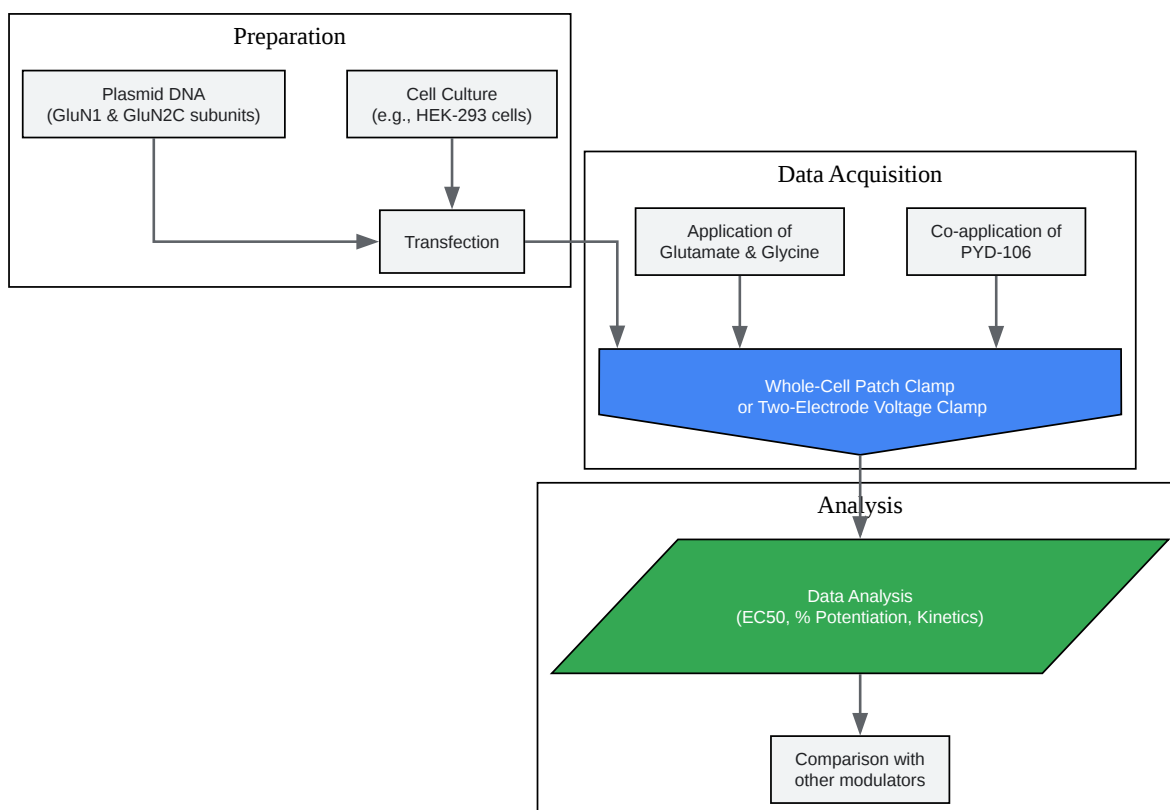 Preparation
Plasmid DNA
(GluN1 & GluN2C subunits)
Cell Culture
(e.g., HEK-293 cells)
Transfection
Data Acquisition
Application of
Glutamate & Glycine
Co-application of
PYD-106
Whole-Cell Patch Clamp
or Two-Electrode Voltage Clamp
Analysis
Data Analysis
(EC50, % Potentiation, Kinetics)
Comparison with
other modulators